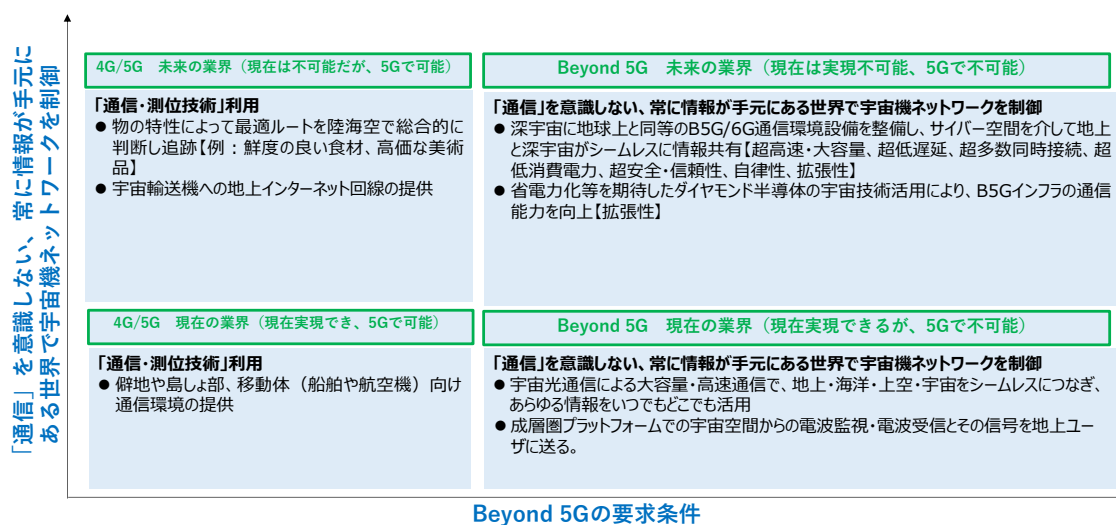 「通信」を意識しない、常に情報が手元に
ある世界で宇宙機ネットワークを制御
4G/5G　未来の業界（現在は不可能だが、5Gで可能）
「通信・測位技術」利用
● 物の特性によって最適ルートを陸海空で総合的に
判断し追跡【例：鮮度の良い食材、高価な美術
品】
● 宇宙輸送機への地上インターネット回線の提供
Beyond 5G　未来の業界（現在は実現不可能、5Gで不可能）
「通信」を意識しない、常に情報が手元にある世界で宇宙機ネットワークを制御
● 深宇宙に地球上と同等のB5G/6G通信環境設備を整備し、サイバー空間を介して地上
と深宇宙がシームレスに情報共有【超高速・大容量、超低遅延、超多数同時接続、超
低消費電力、超安全・信頼性、自律性、拡張性】
● 省電力化等を期待したダイヤモンド半導体の宇宙技術活用により、B5Gインフラの通信
能力を向上【拡張性】
4G/5G　現在の業界（現在実現でき、5Gで可能）
「通信・測位技術」利用
● 僻地や島しょ部、移動体（船舶や航空機）向け
通信環境の提供
Beyond 5G　現在の業界（現在実現できるが、5Gで不可能）
「通信」を意識しない、常に情報が手元にある世界で宇宙機ネットワークを制御
● 宇宙光通信による大容量・高速通信で、地上・海洋・上空・宇宙をシームレスにつなぎ、
あらゆる情報をいつでもどこでも活用
● 成層圏プラットフォームでの宇宙空間からの電波監視・電波受信とその信号を地上ユー
ザに送る。
Beyond 5Gの要求条件